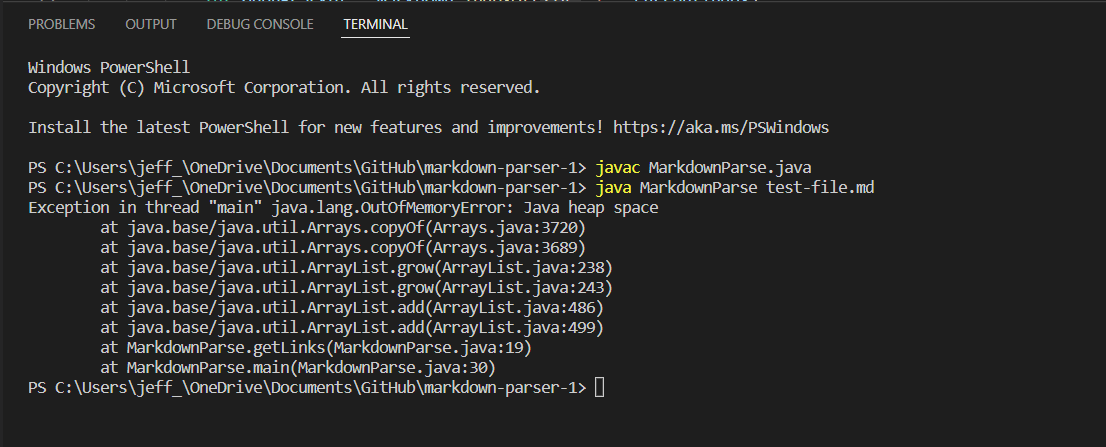 PROBLEMS OUTPUT DEBUG CONSOLE TERMINAL
Windows PowerShell
Copyright (C) Microsoft Corporation. All rights reserved.
Install the latest PowerShell for new features and improvements! https://aka.ms/PSWindows
PS C:\Users\jeff_\OneDrive\Documents\GitHub\markdown-parser-1> javac MarkdownParse.java
PS C:\Users\jeff_\OneDrive\Documents\GitHub\markdown-parser-1> java MarkdownParse test-file.md
Exception in thread "main" java.lang.OutOfMemoryError: Java heap space
at java.base/java.util.Arrays.copyOf(Arrays.java:3720)
at java.base/java.util.Arrays.copyOf(Arrays.java:3689)
at java.base/java.util.ArrayList.grow(ArrayList.java:238)
at java.base/java.util.ArrayList.grow(ArrayList.java:243)
at java.base/java.util.ArrayList.add(ArrayList.java:486)
at java.base/java.util.ArrayList.add(ArrayList.java:499)
at MarkdownParse.getLinks(MarkdownParse.java:19)
at MarkdownParse.main(MarkdownParse.java:30)
PS C:\Users\jeff_\OneDrive\Documents\GitHub\markdown-parser-1>